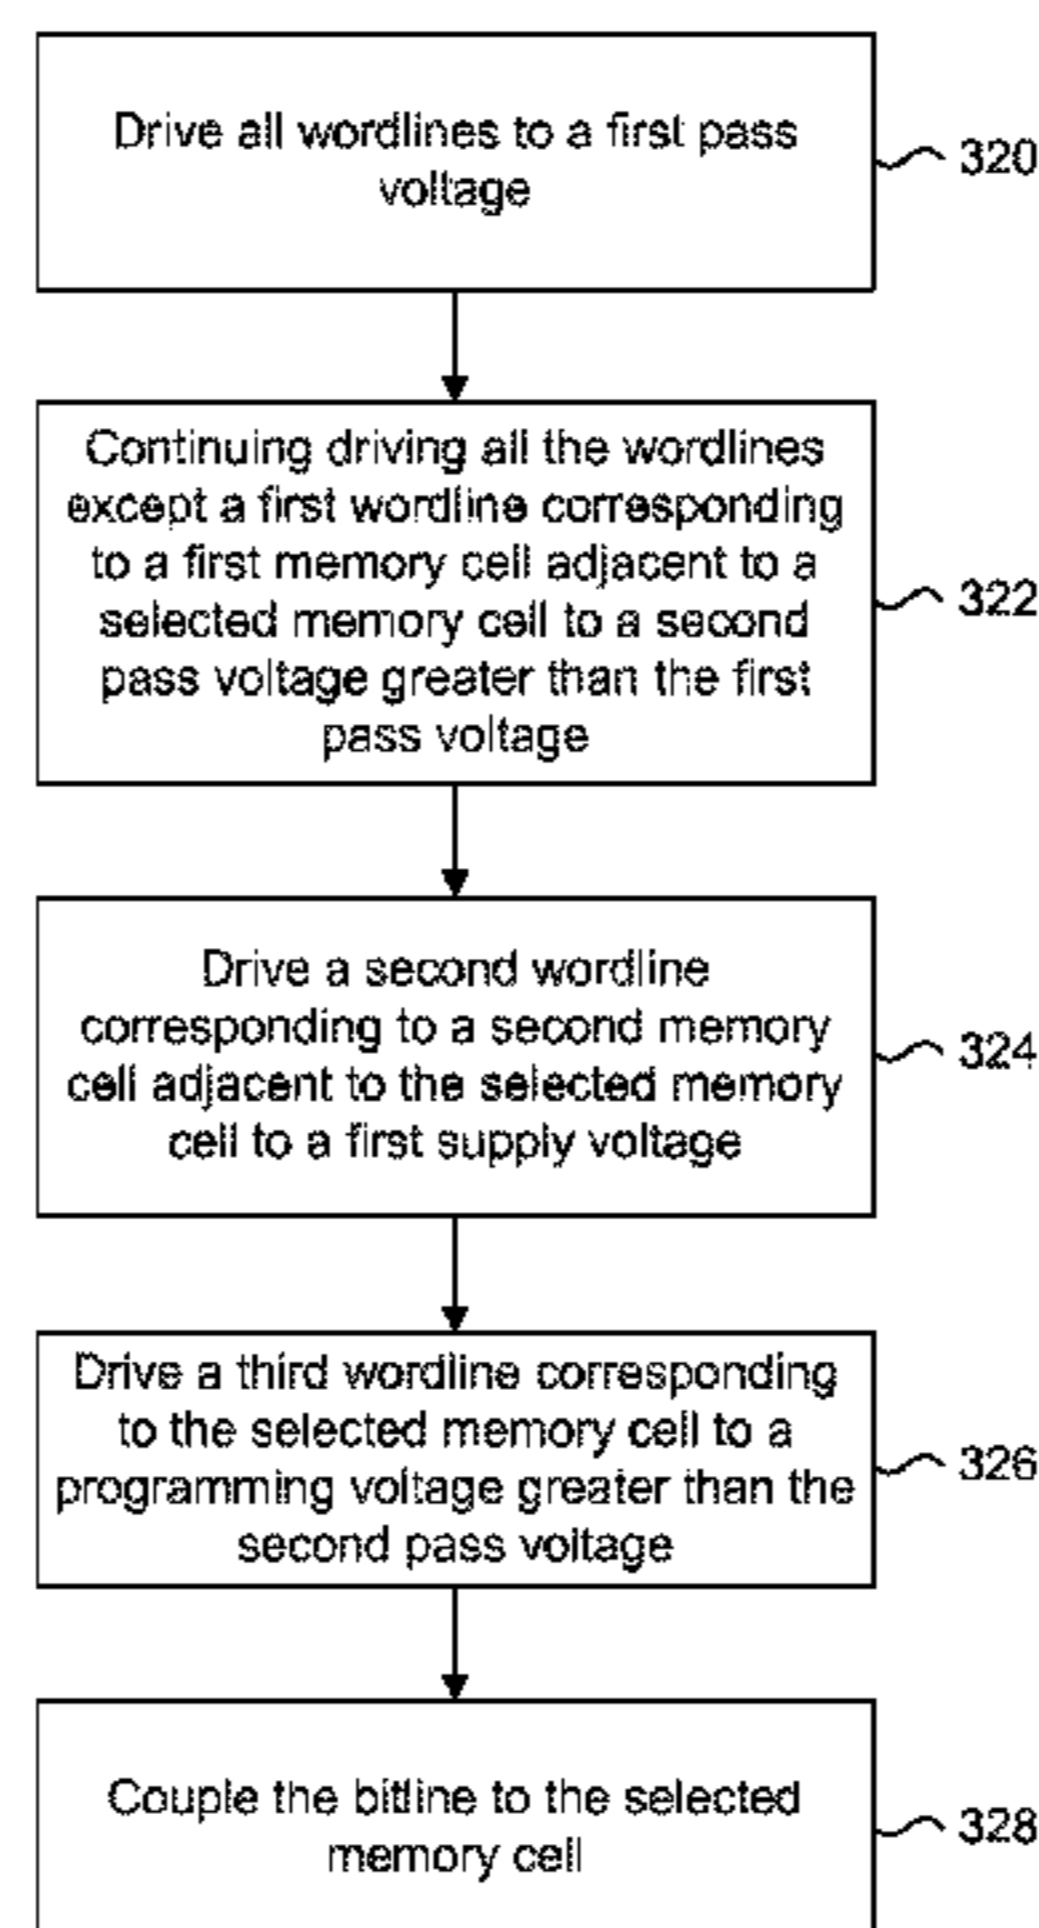 Drive all wordlines to a first pass
voltage
320
Continuing driving all the wordlines
except a first wordline corresponding
to a first memory cell adjacent to a
selected memory cell to a second
pass voltage greater than the first
pass voltage
322
Drive a second wordline
corresponding to a second memory
cell adjacent to the selected memory
cell to a first supply voltage
324
Drive a third wordline corresponding
to the selected memory cell to a
programming voltage greater than the
second pass voltage
326
Couple the bitline to the selected
memory cell
328